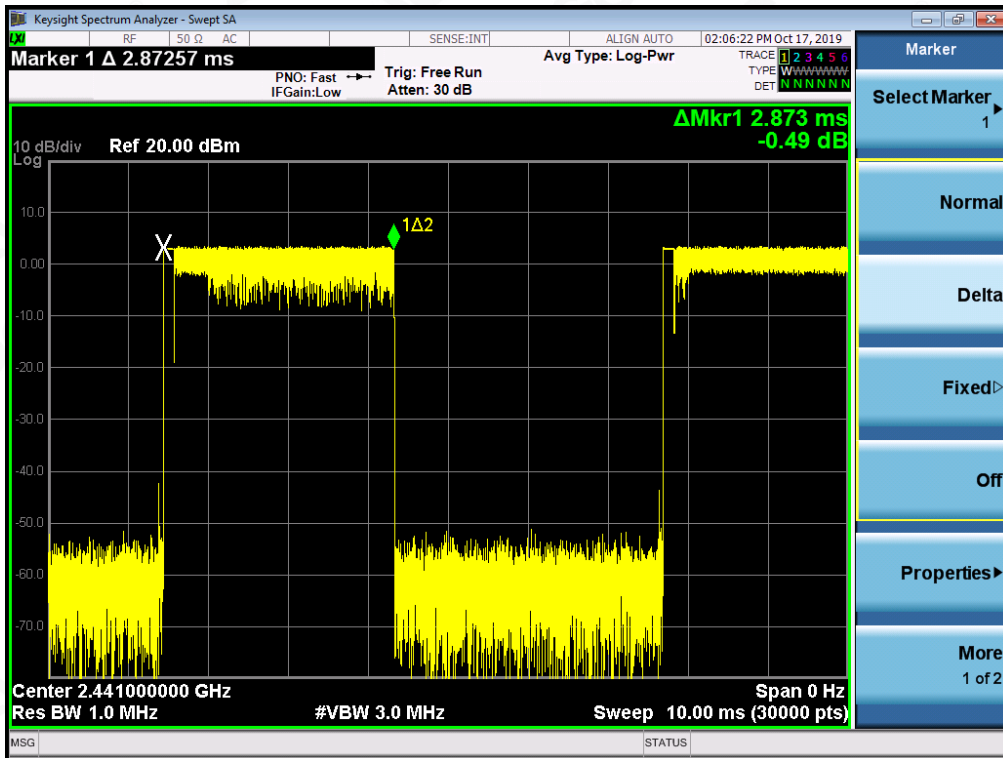 Keysight Spectrum Analyzer - Swept SA
LXI RF 50 Ω AC SENSE:INT ALIGN AUTO 02:06:22 PM Oct 17, 2019
Marker 1 Δ 2.87257 ms
PNO: Fast
IFGain:Low
Trig: Free Run
Atten: 30 dB
Avg Type: Log-Pwr
TRACE 1 2 3 4 5 6
TYPE WWWWWW
DET N N N N N N
ΔMkr1 2.873 ms
-0.49 dB
10 dB/div Ref 20.00 dBm
Log
10.0
0.00
-10.0
-20.0
-30.0
-40.0
-50.0
-60.0
-70.0
1Δ2
Center 2.441000000 GHz
Span 0 Hz
Res BW 1.0 MHz
#VBW 3.0 MHz
Sweep 10.00 ms (30000 pts)
MSG
STATUS
Marker
Select Marker
1
Normal
Delta
Fixed
Off
Properties
More
1 of 2